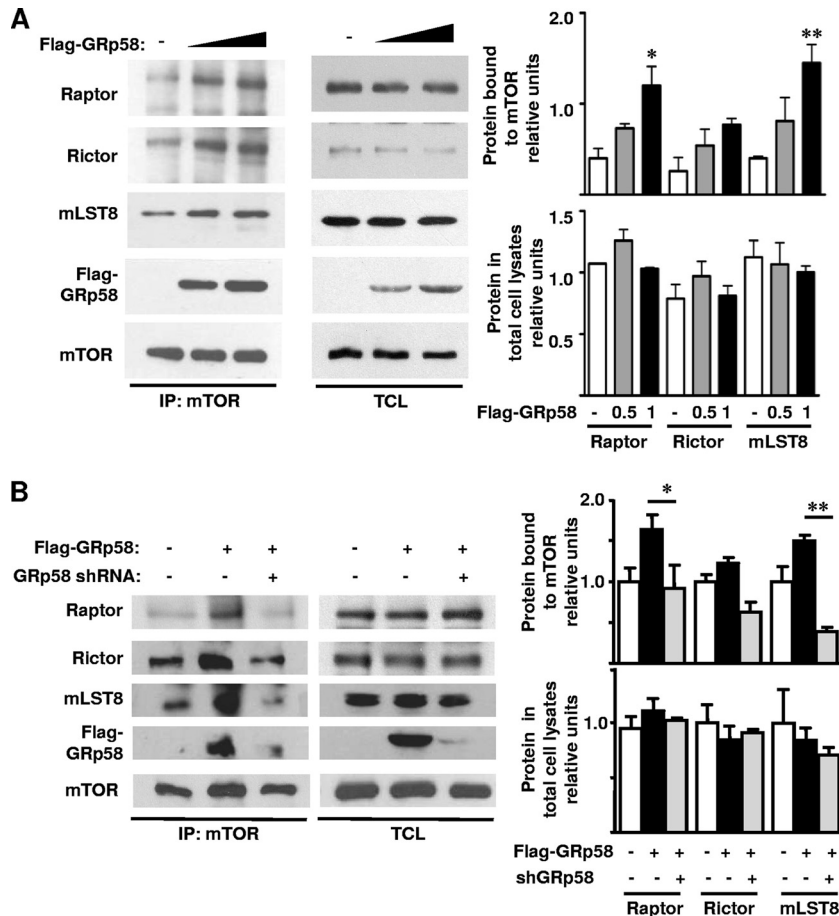 A
Flag-GRp58: - -
Raptor
Rictor
mLST8
Flag-
GRp58
mTOR
IP: mTOR
TCL
Protein bound
to mTOR
relative units
2.0
1.0
* **
Protein in
total cell lysates
relative units
1.5
1.0
0.5
Flag-GRp58 - 0.5 1 - 0.5 1 - 0.5 1
Raptor Rictor mLST8
B
Flag-GRp58: - + + - + +
GRp58 shRNA: - - + - - +
Raptor
Rictor
mLST8
Flag-
GRp58
mTOR
IP: mTOR
TCL
Protein bound
to mTOR
relative units
2.0
1.0
* **
Protein in
total cell lysates
relative units
1.0
Flag-GRp58 - + + - + + - + +
shGRp58 - - + - - + - - +
Raptor Rictor mLST8